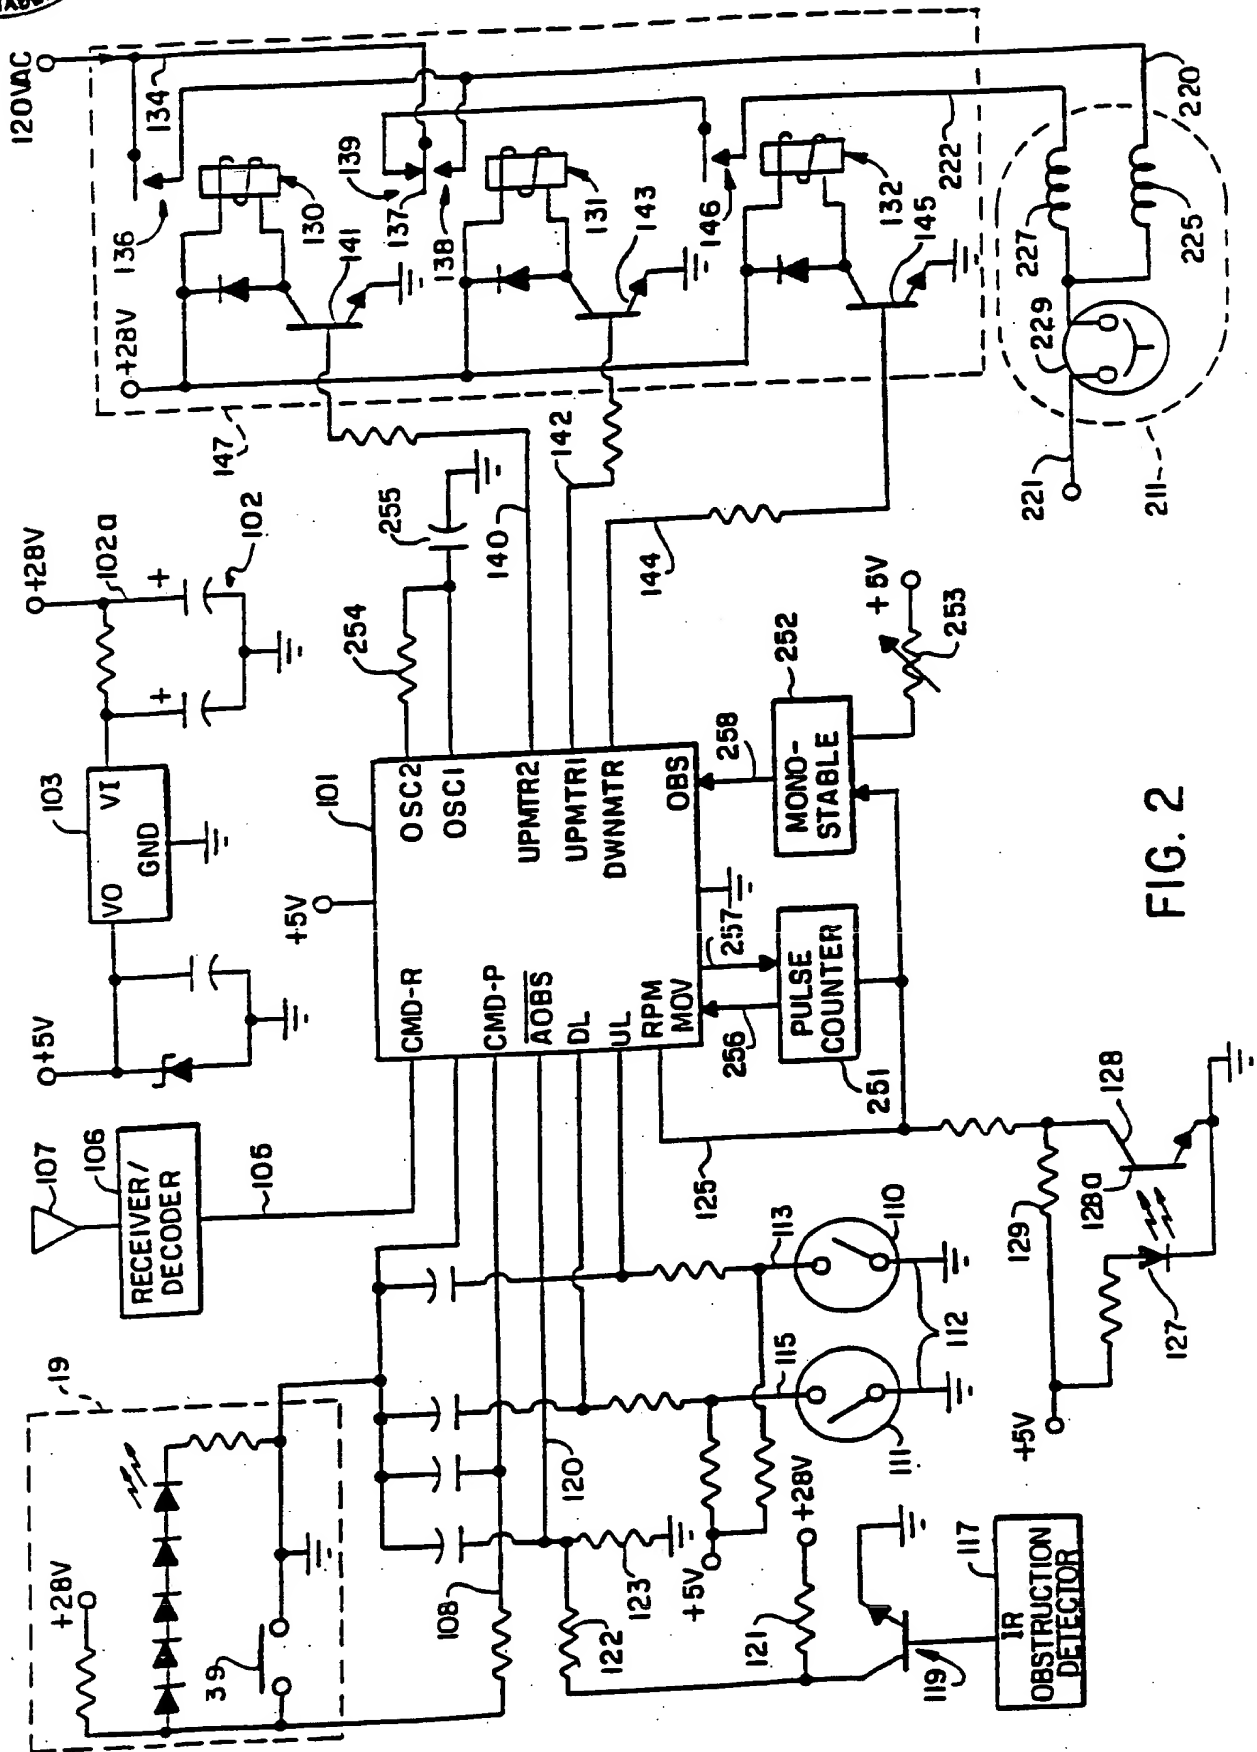 19
+28V
39
108
107
106
RECEIVER/
DECODER
105
+5V
103
VO
VI
GND
+28V
102a
+
+
102
120VAC
134
136
130
141
139
137
138
131
143
146
132
145
+28V
147
+5V
101
CMD-R
CMD-P
AOBS
DL
UL
RPM
MOV
OSC2
OSC1
UPMTR2
UPMTR1
DWNMTR
OBS
254
255
140
142
144
222
220
227
225
229
221
211
120
123
122
121
+28V
+5V
115
113
111
110
112
119
117
IR
OBSTRUCTION
DETECTOR
125
256
257
258
PULSE
COUNTER
251
MONO-
STABLE
252
+5V
253
129
128a
128
127
+5V
FIG. 2